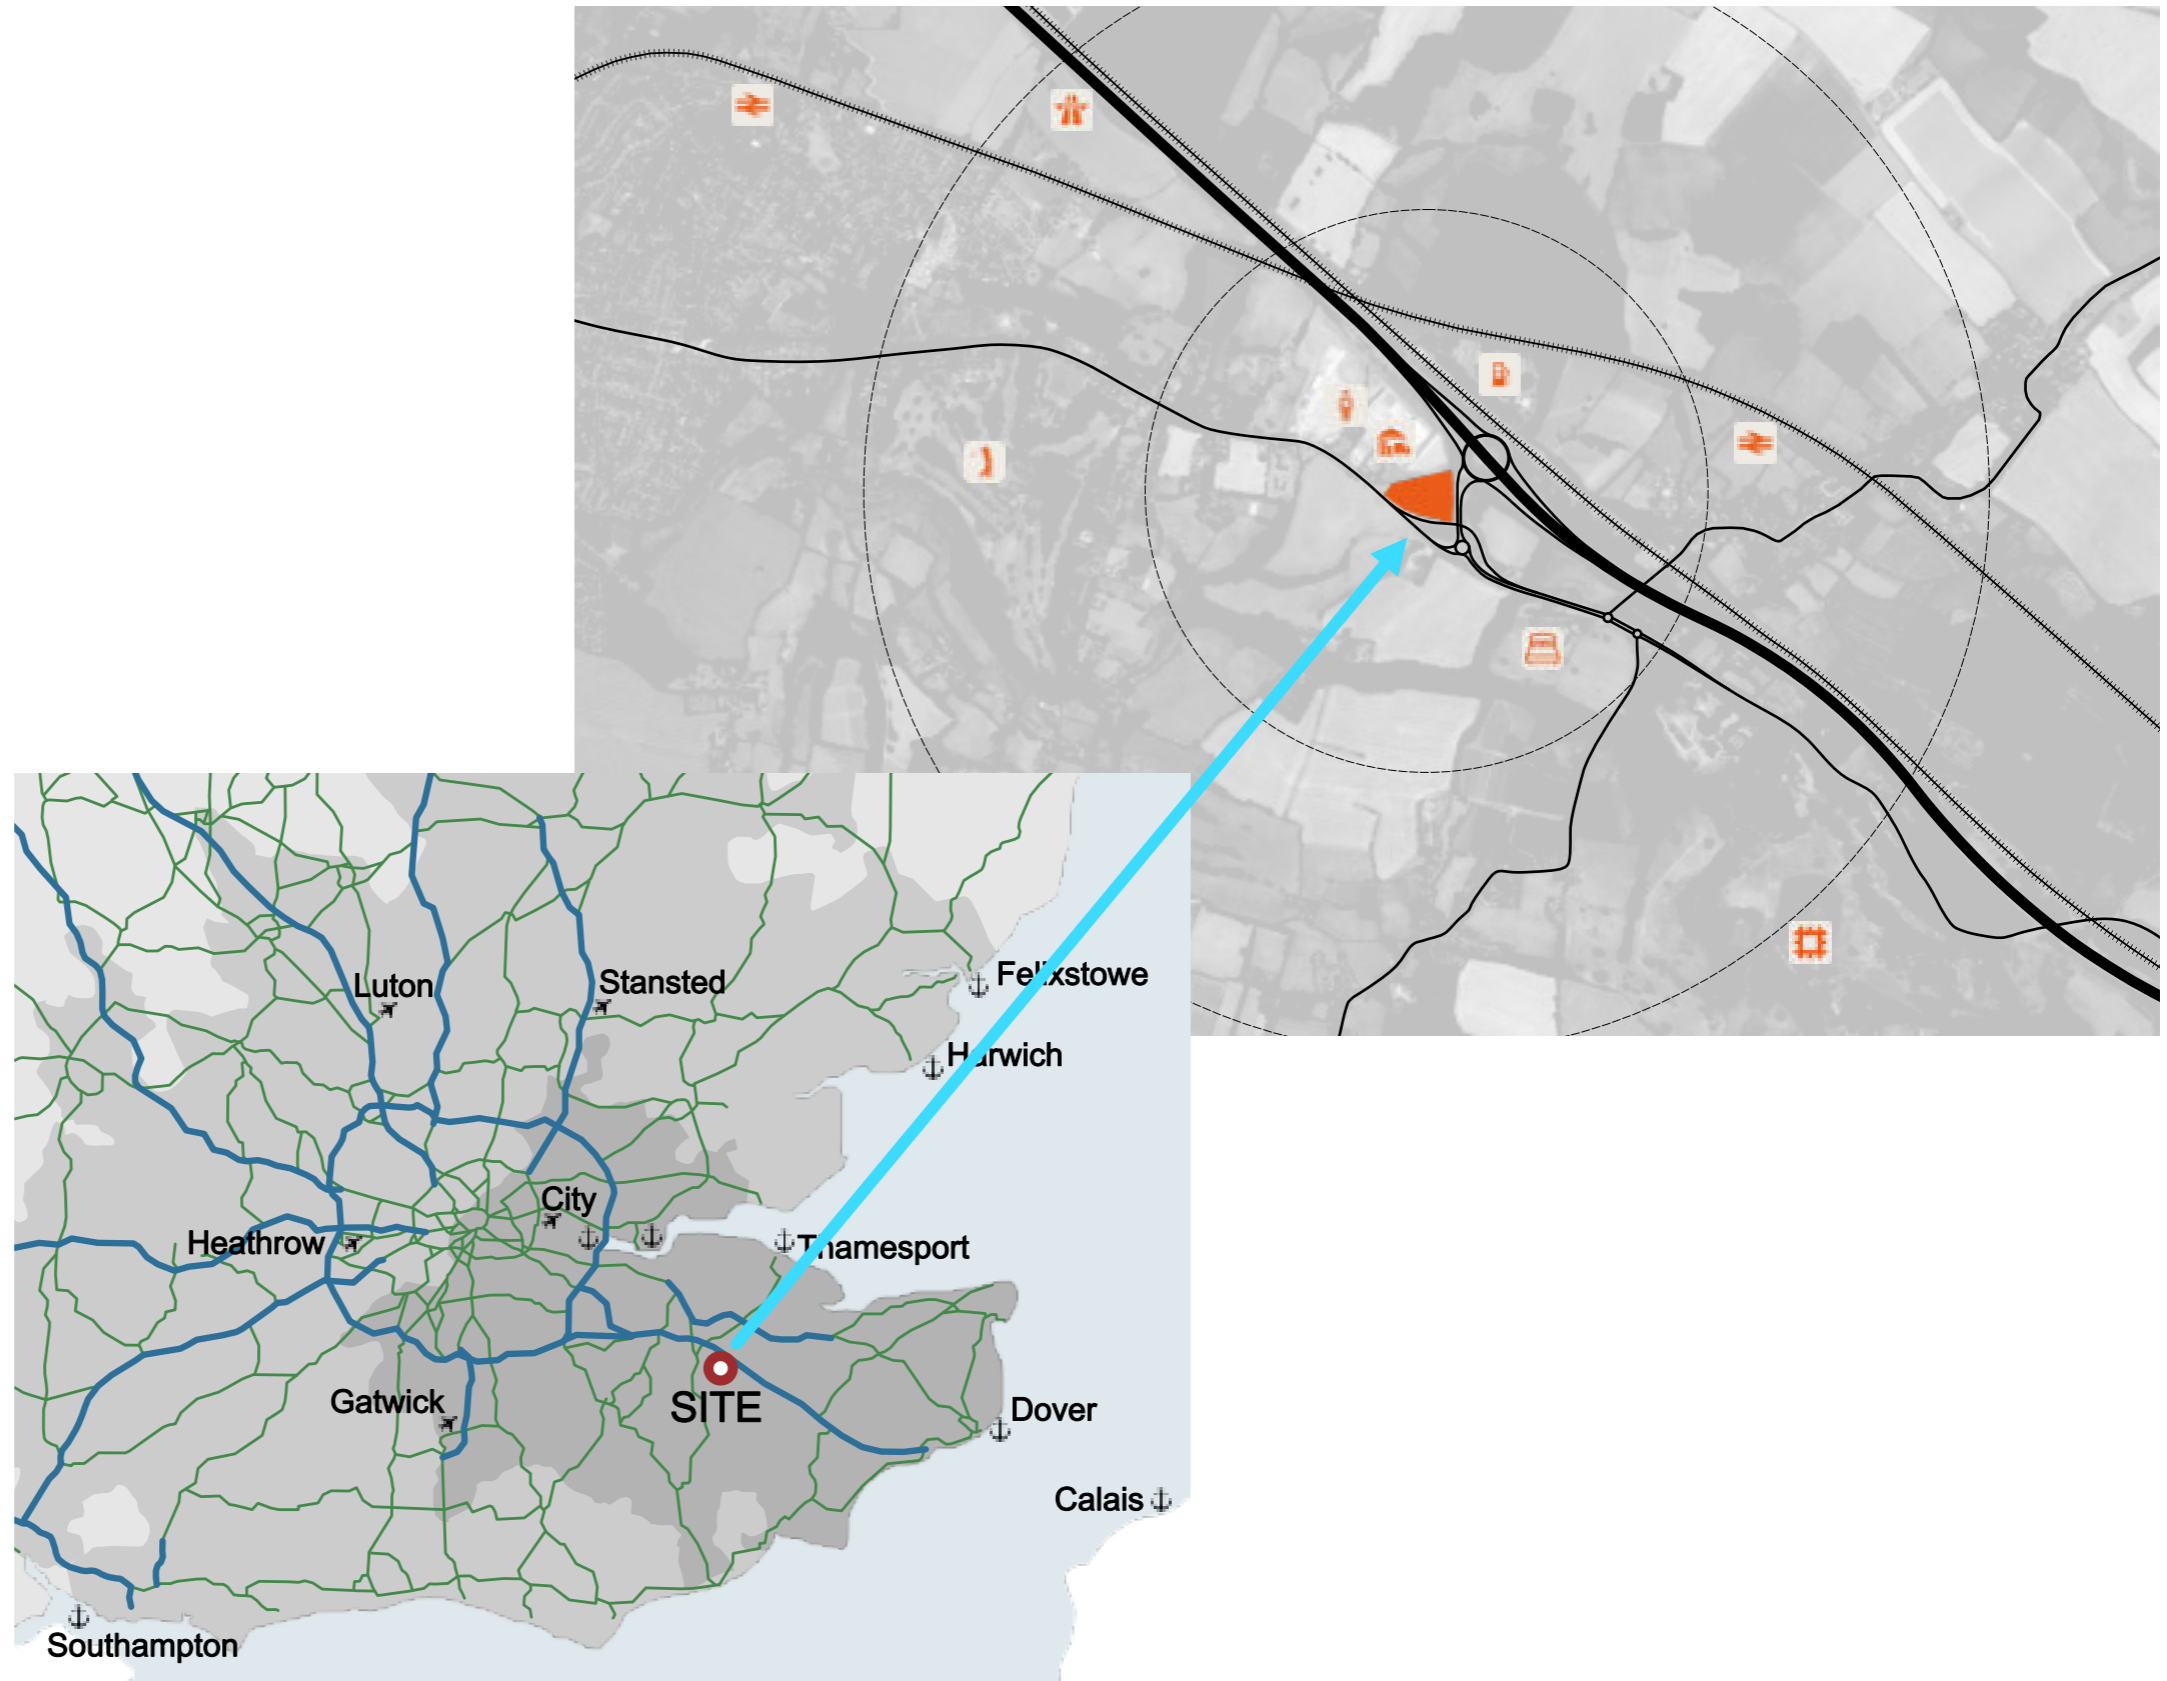 Luton
Stansted
Felixstowe
Harwich
City
Heathrow
Thamesport
Gatwick
SITE
Dover
Calais
Southampton